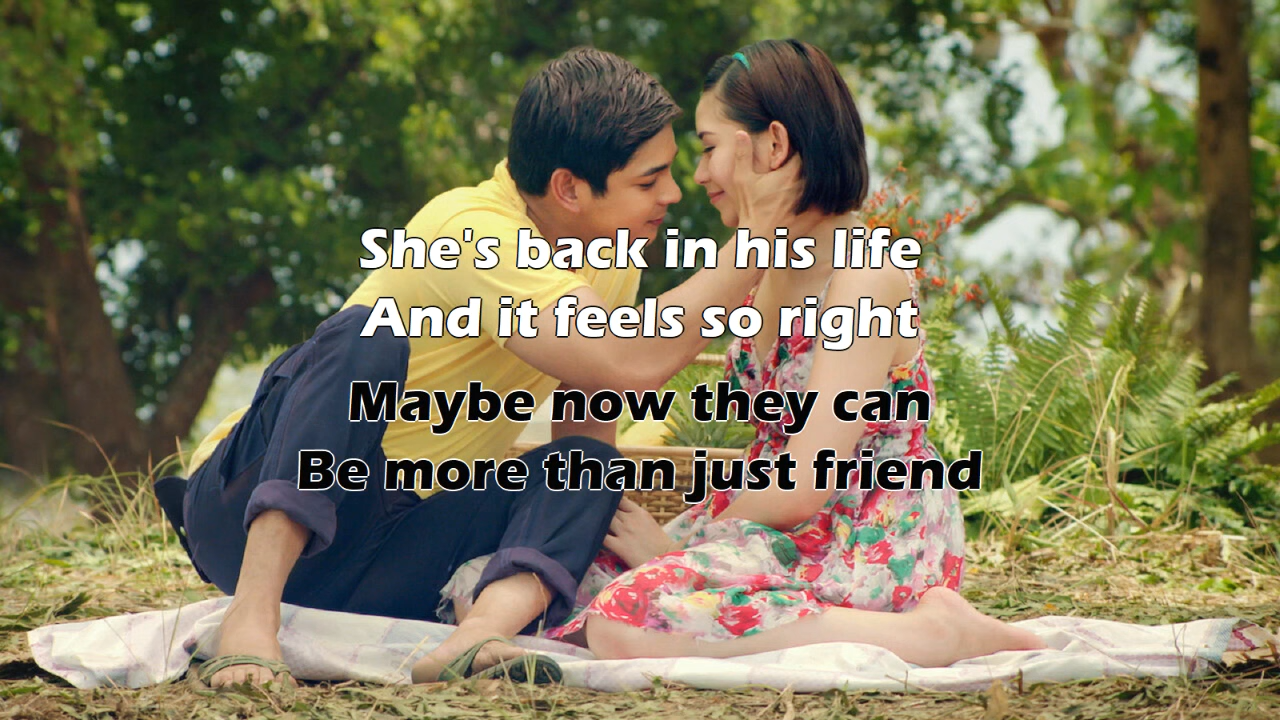 She's back in his life
And it feels so right
Maybe now they can
Be more than just friend